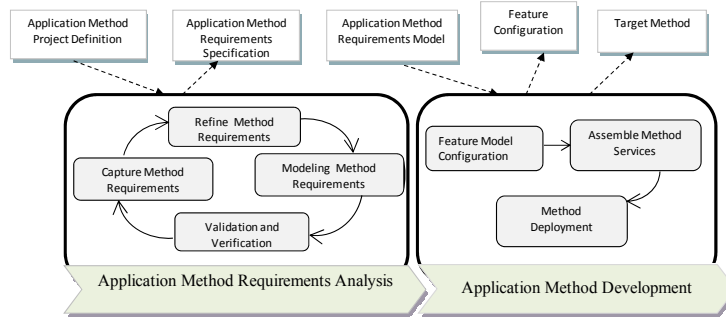 Application Method
Project Definition
Application Method
Requirements
Specification
Application Method
Requirements Model
Feature
Configuration
Target Method
Refine Method
Requirements
Capture Method
Requirements
Modeling Method
Requirements
Validation and
Verification
Feature Model
Configuration
Assemble Method
Services
Method
Deployment
Application Method Requirements Analysis
Application Method Development